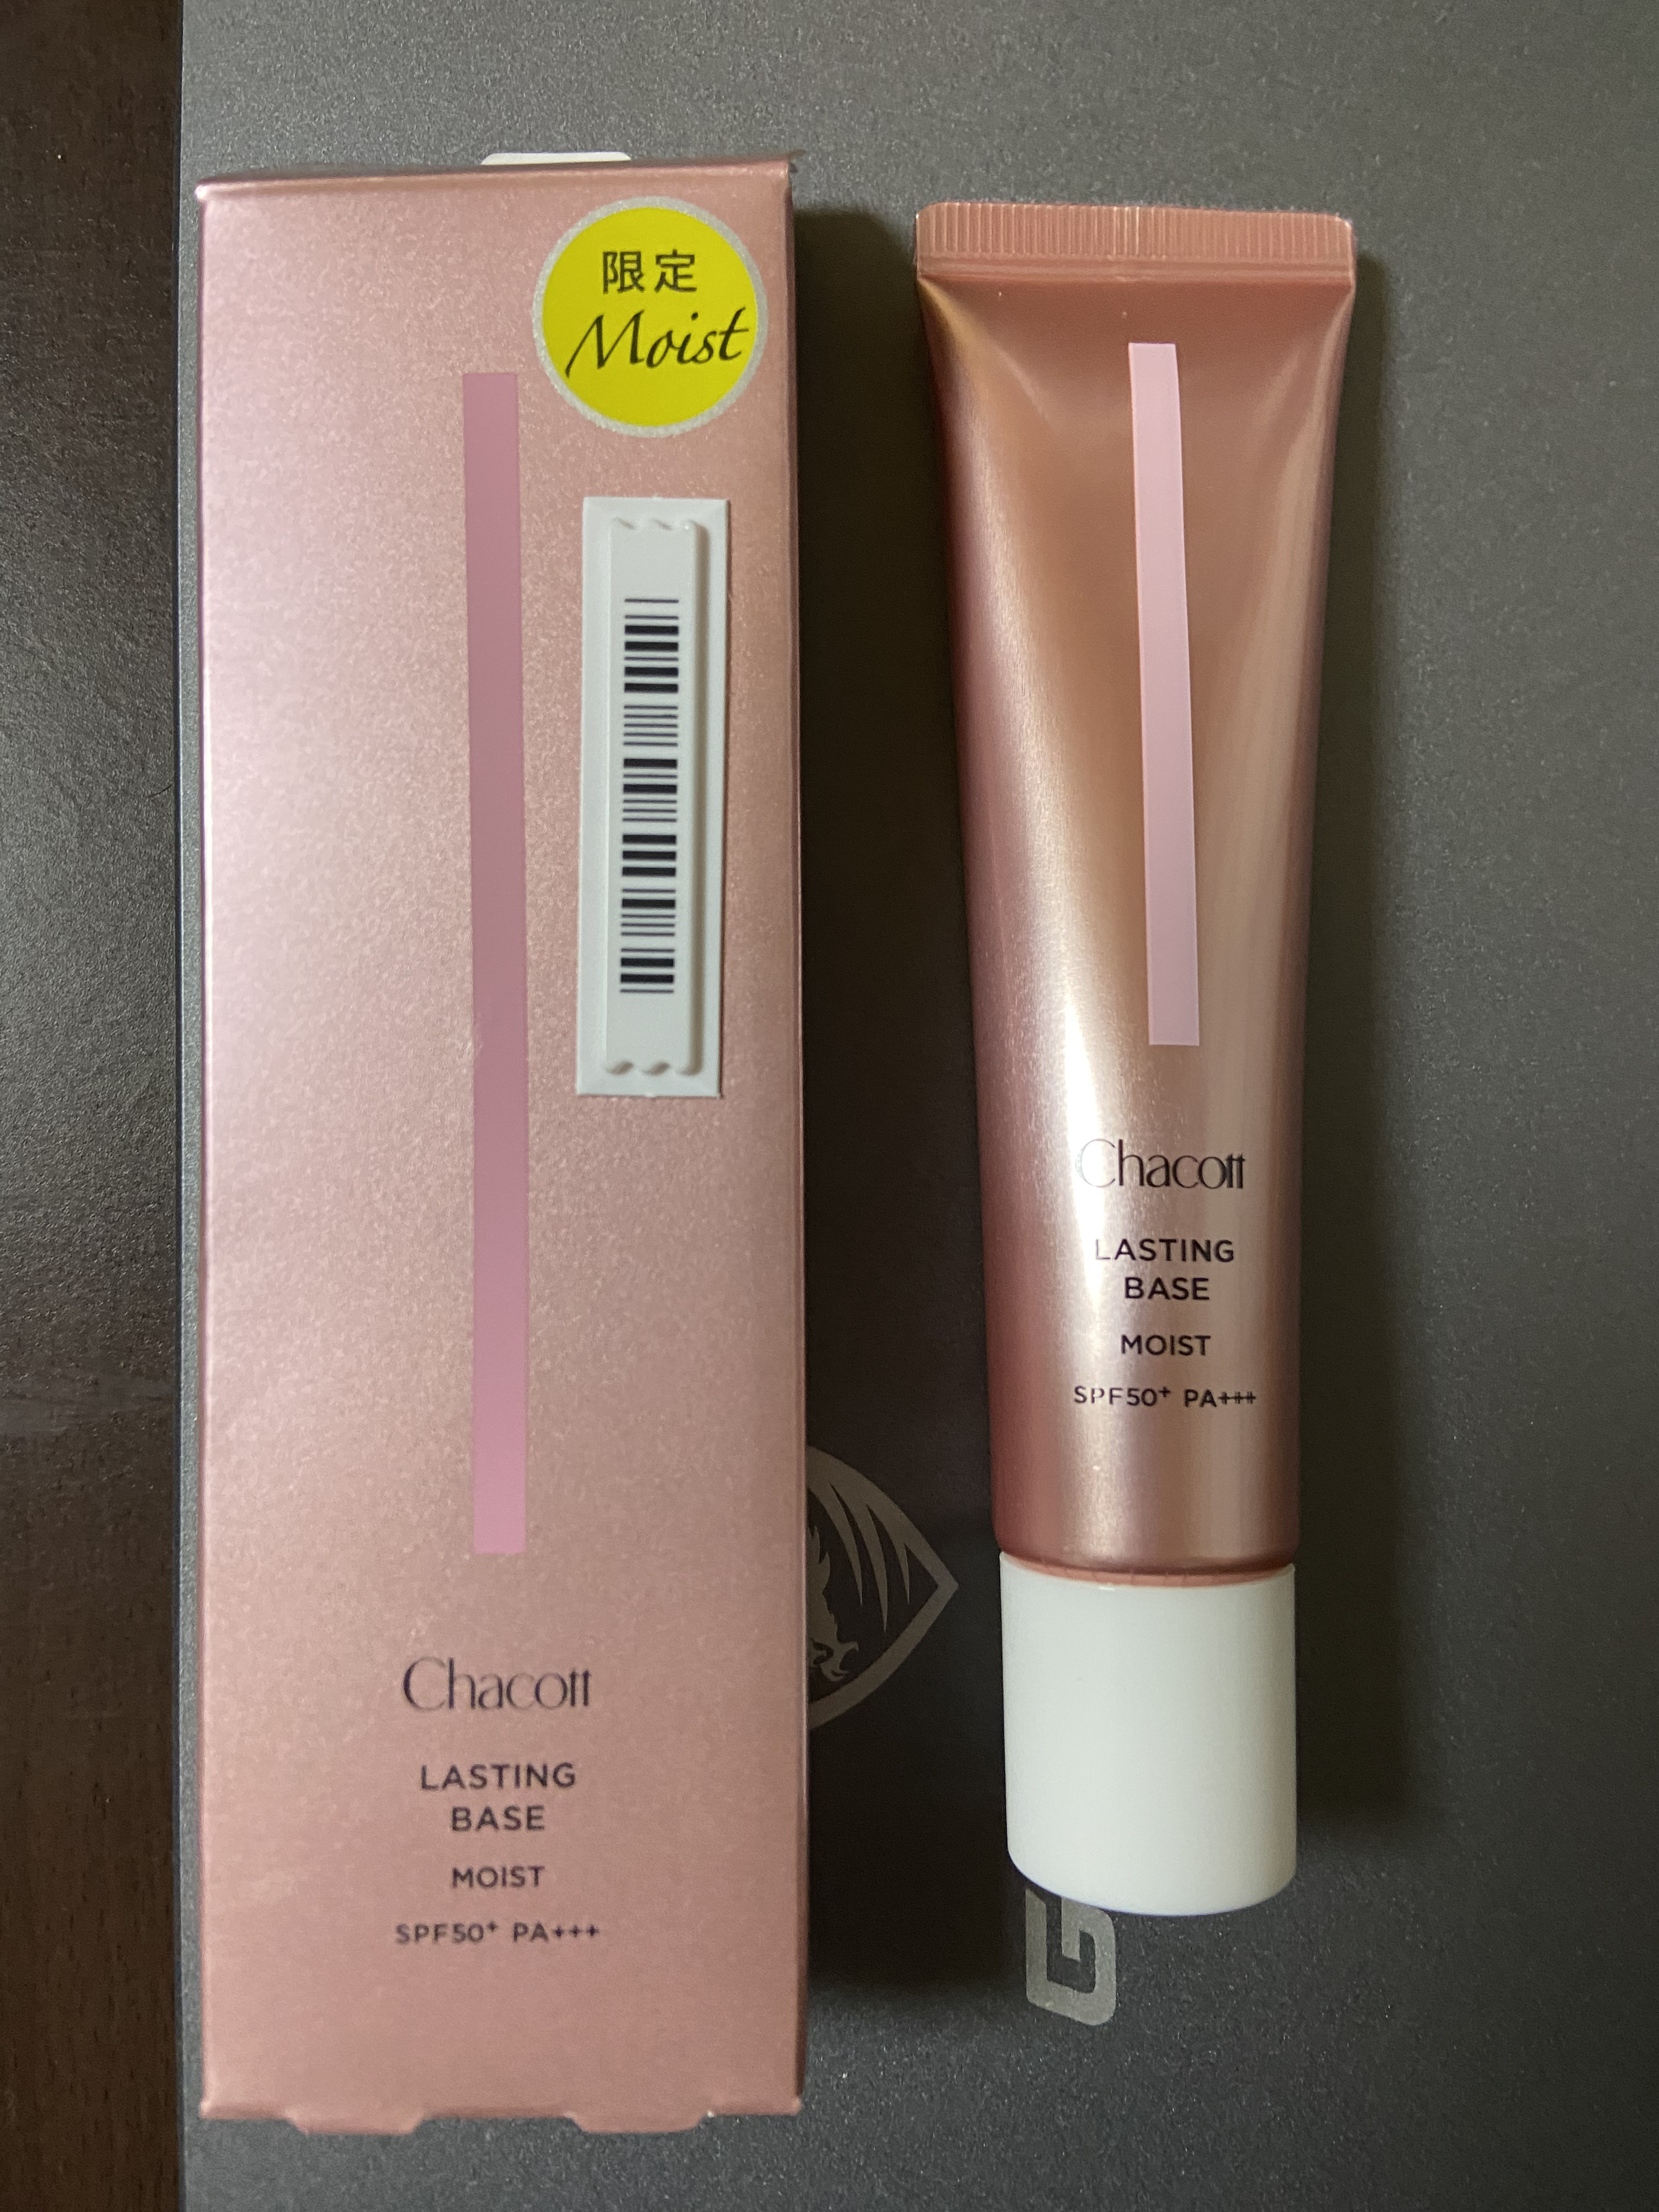 限定
Moist
Chacott
LASTING
BASE
MOIST
SPF50+ PA+++
Chacott
LASTING
BASE
MOIST
SPF50+ PA+++
G